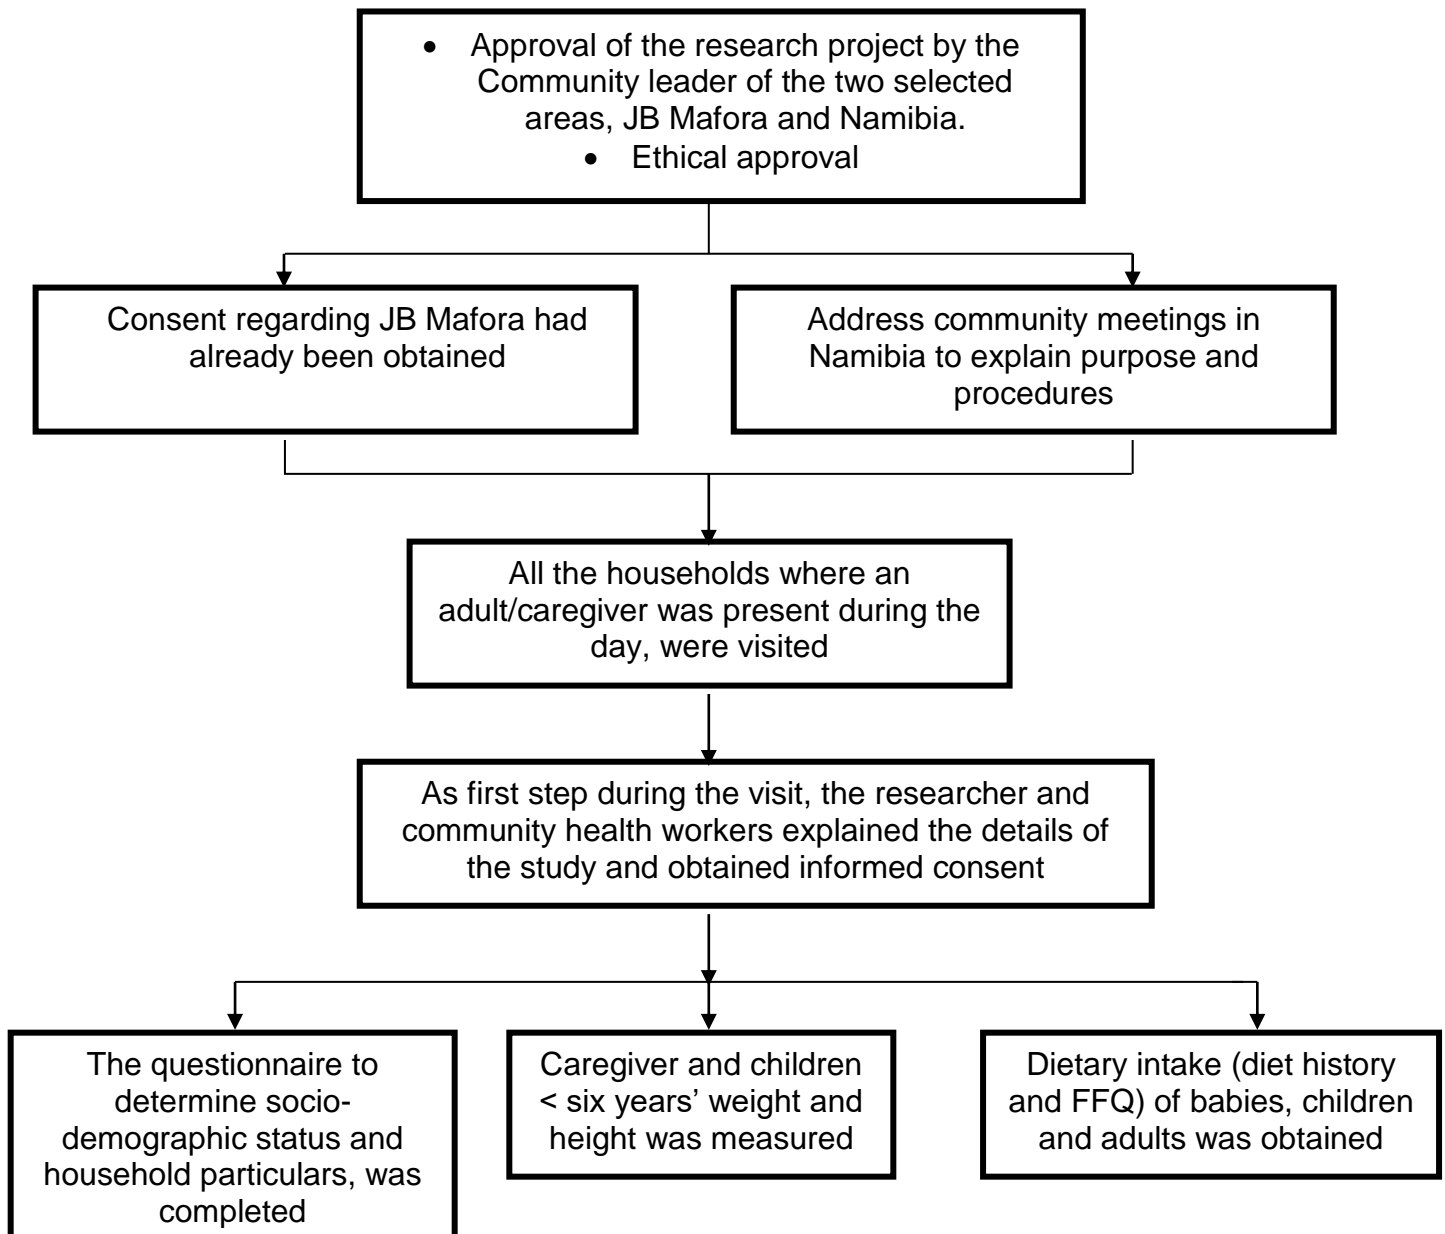 • Approval of the research project by the
Community leader of the two selected
areas, JB Mafora and Namibia.
• Ethical approval
Consent regarding JB Mafora had
already been obtained
Address community meetings in
Namibia to explain purpose and
procedures
All the households where an
adult/caregiver was present during the
day, were visited
As first step during the visit, the researcher and
community health workers explained the details of
the study and obtained informed consent
The questionnaire to
determine socio-
demographic status and
household particulars, was
completed
Caregiver and children
< six years’ weight and
height was measured
Dietary intake (diet history
and FFQ) of babies, children
and adults was obtained